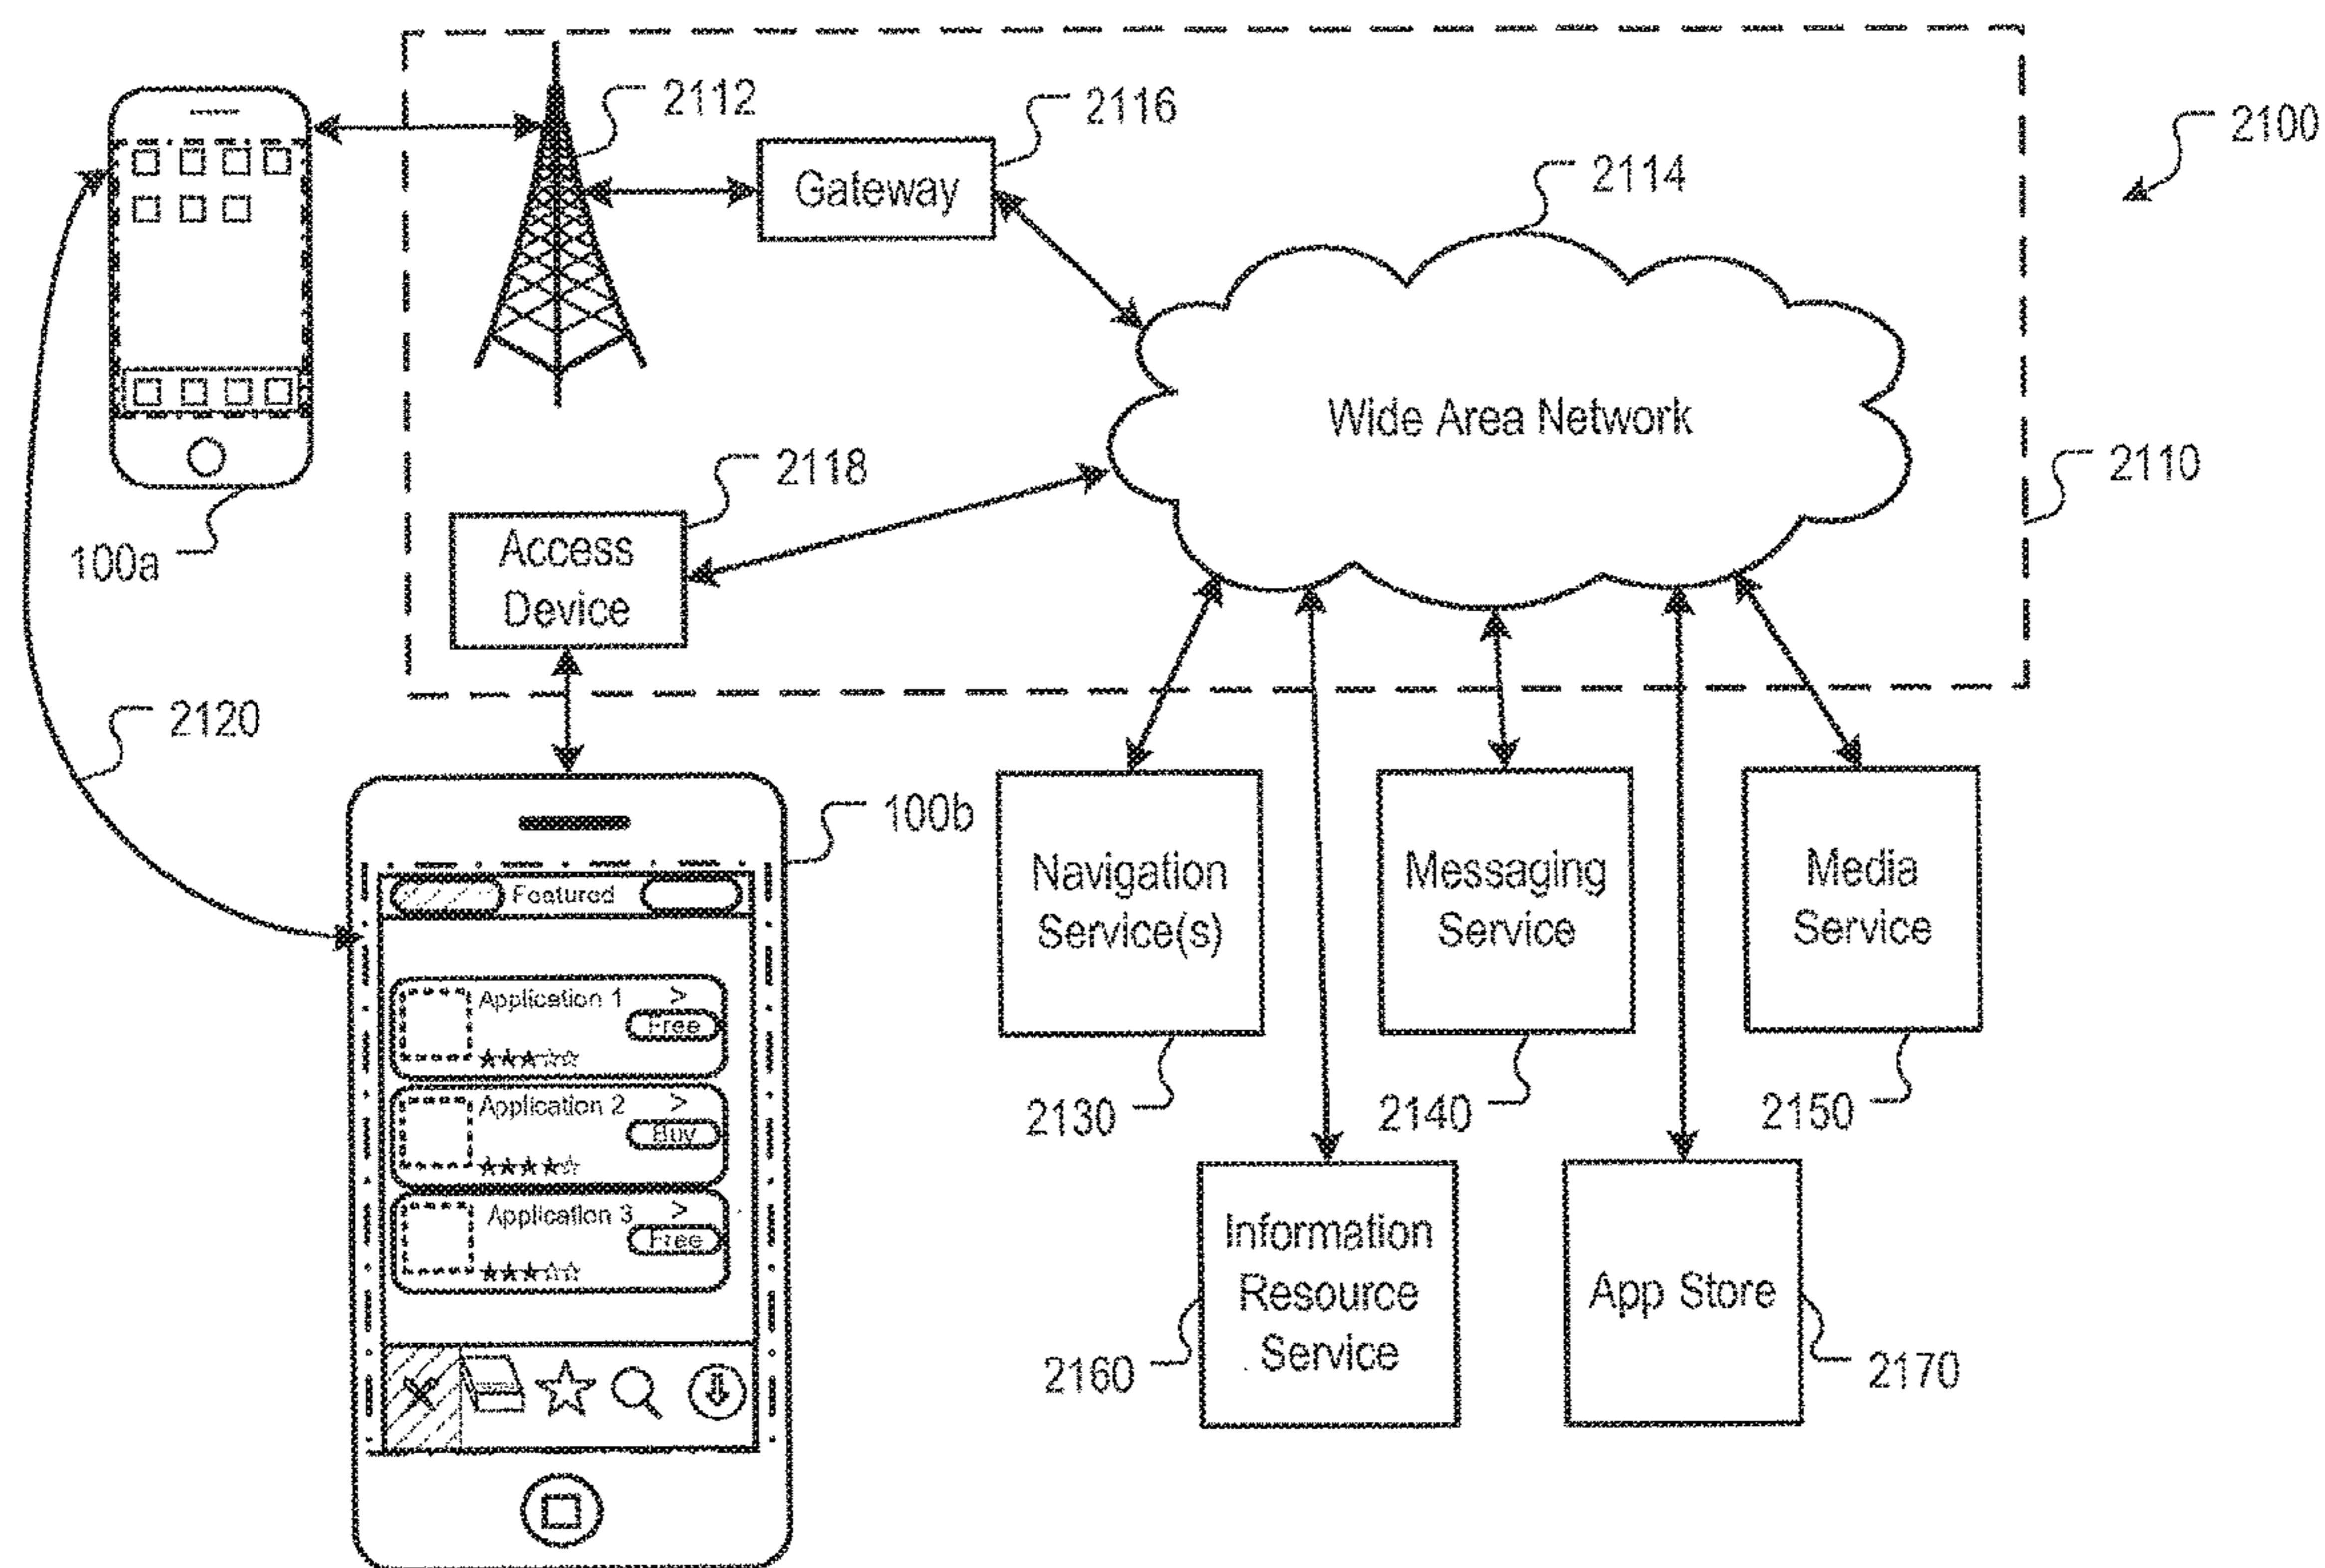 2112
2116
2100
Gateway
2114
Wide Area Network
2118
2110
100a
Access
Device
2120
100b
Featured
Application 1 >
Free
★★★☆☆
Application 2 >
Buy
★★★★☆
Application 3 >
Free
★★★☆☆
Navigation
Service(s)
Messaging
Service
Media
Service
2130
2140
2150
Information
Resource
Service
App Store
2160
2170